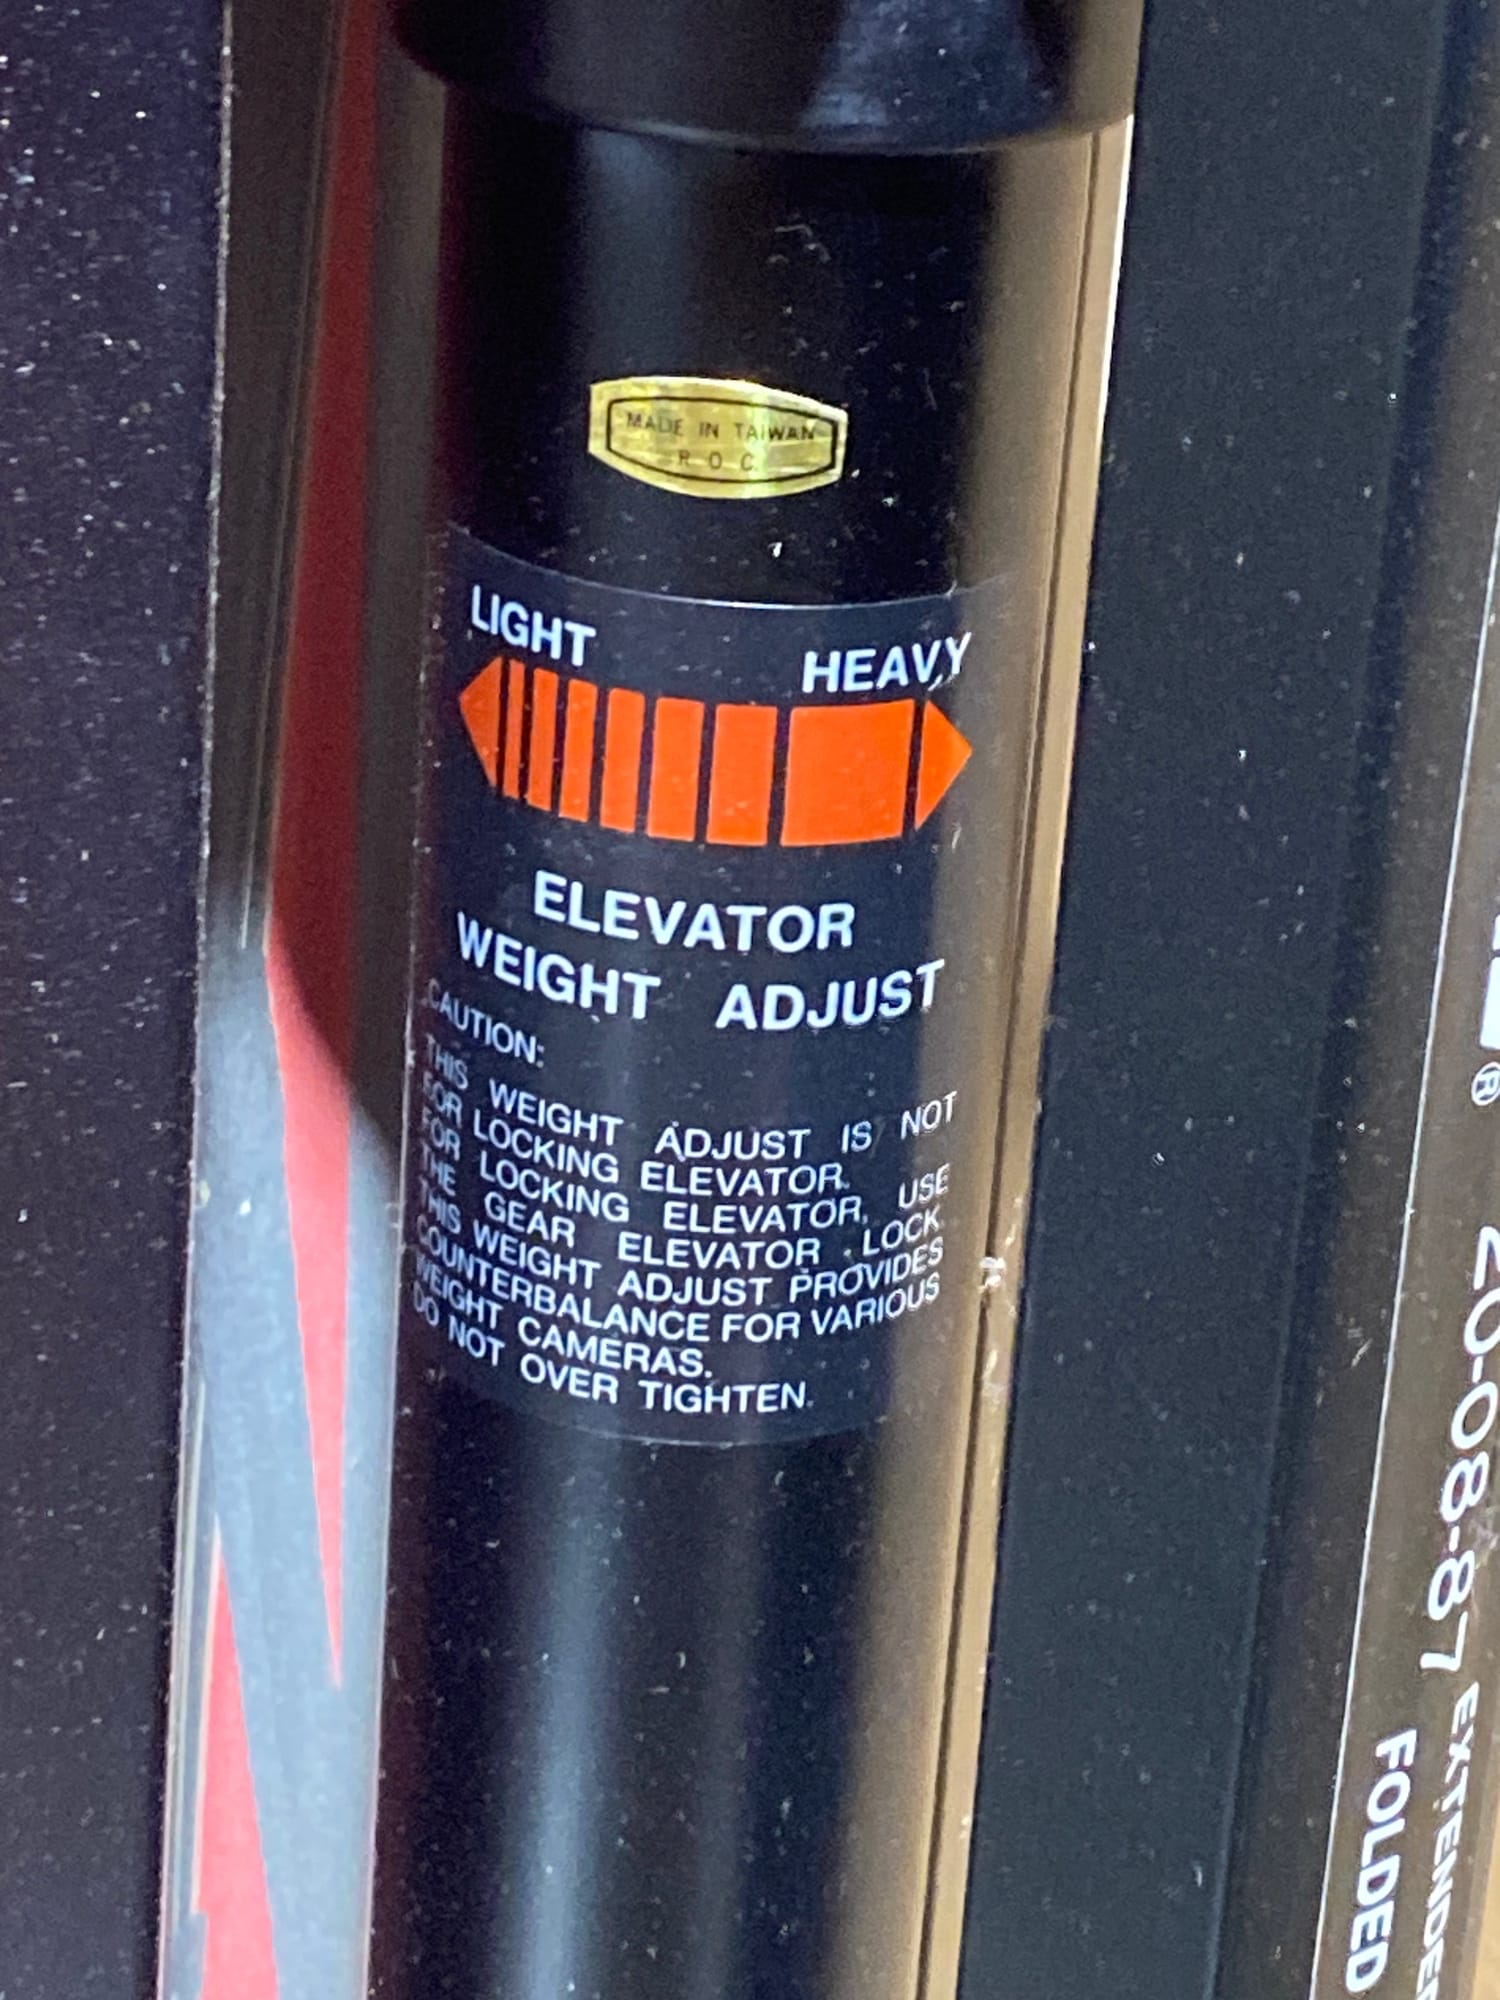 MADE IN TAIWAN
R O C
LIGHT
HEAVY
ELEVATOR
WEIGHT ADJUST
CAUTION:
THIS WEIGHT ADJUST IS NOT
FOR LOCKING ELEVATOR.
FOR LOCKING ELEVATOR, USE
THE GEAR ELEVATOR LOCK
THIS WEIGHT ADJUST PROVIDES
COUNTERBALANCE FOR VARIOUS
WEIGHT CAMERAS.
DO NOT OVER TIGHTEN.
®
20-08-87 EXTENDED
FOLDED